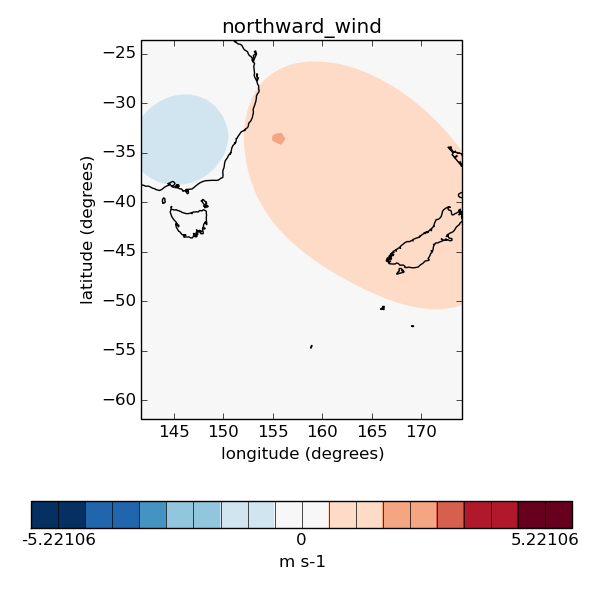 northward_wind
−25
−30
−35
−40
−45
−50
−55
−60
latitude (degrees)
145 150 155 160 165 170
longitude (degrees)
-5.22106 0 5.22106
m s-1